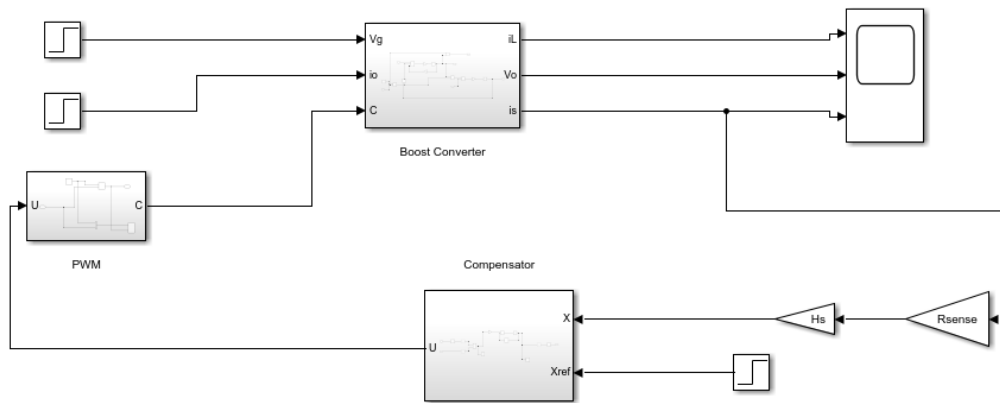 Vg
iL
io
Vo
C
is
Boost Converter
U
C
PWM
Compensator
X
Hs
Rsense
U
Xref